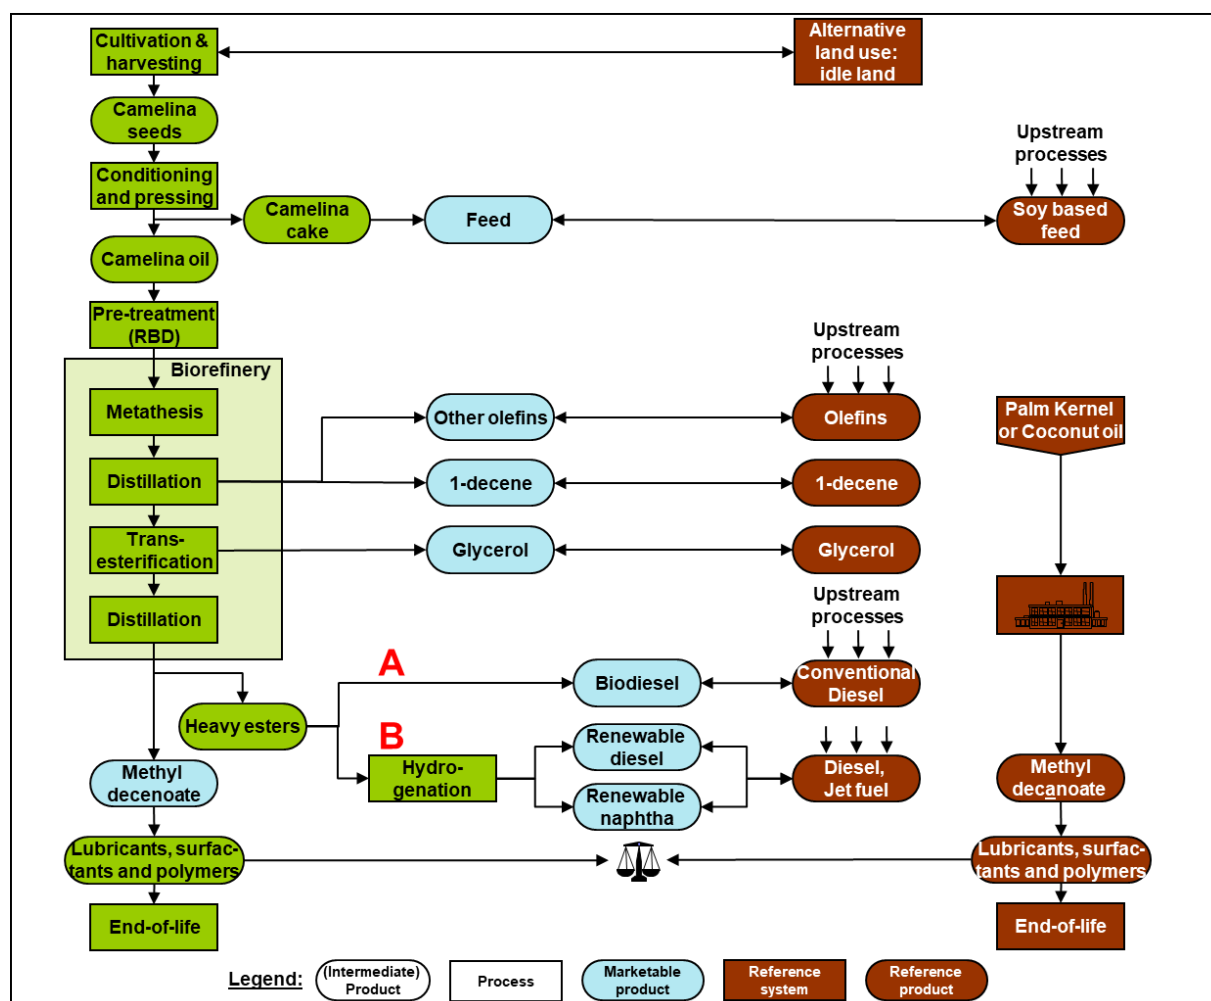 Cultivation &
harvesting
Alternative
land use:
idle land
Camelina
seeds
Upstream
processes
Conditioning
and pressing
Camelina
cake
Feed
Soy based
feed
Camelina oil
Pre-treatment
(RBD)
Upstream
processes
Biorefinery
Metathesis
Other olefins
Olefins
Palm Kernel
or Coconut oil
Distillation
1-decene
1-decene
Trans-
esterification
Glycerol
Glycerol
Distillation
Upstream
processes
A
Biodiesel
Conventional
Diesel
Heavy esters
B
Hydro-
genation
Renewable
diesel
Renewable
naphtha
Diesel,
Jet fuel
Methyl
decenoate
Methyl
decanoate
Lubricants, surfac-
tants and polymers
Lubricants, surfac-
tants and polymers
End-of-life
End-of-life
Legend:
(Intermediate)
Product
Process
Marketable
product
Reference
system
Reference
product